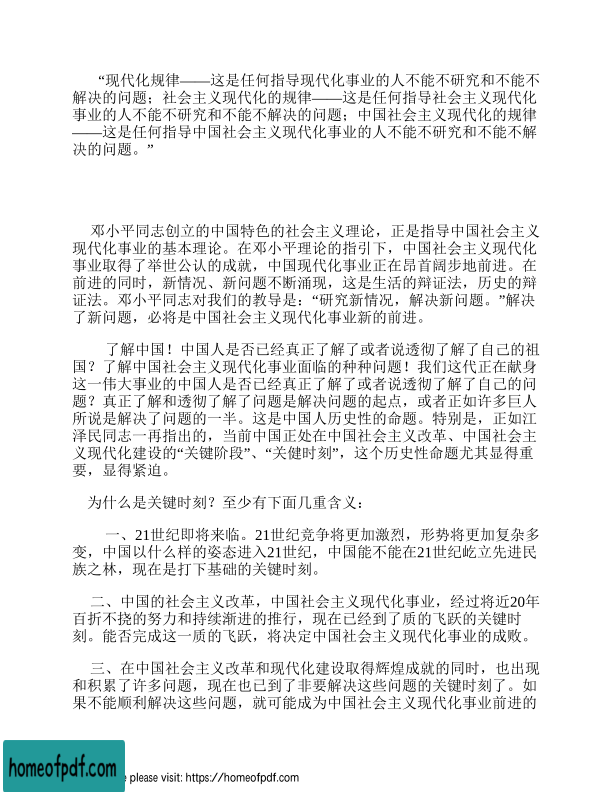 “现代化规律——这是任何指导现代化事业的人不能不研究和不能不
解决的问题；社会主义现代化的规律——这是任何指导社会主义现代化
事业的人不能不研究和不能不解决的问题；中国社会主义现代化的规律
——这是任何指导中国社会主义现代化事业的人不能不研究和不能不解
决的问题。”
邓小平同志创立的中国特色的社会主义理论，正是指导中国社会主义
现代化事业的基本理论。在邓小平理论的指引下，中国社会主义现代化
事业取得了举世公认的成就，中国现代化事业正在昂首阔步地前进。在
前进的同时，新情况、新问题不断涌现，这是生活的辩证法，历史的辩
证法。邓小平同志对我们的教导是：“研究新情况，解决新问题。”解决
了新问题，必将是中国社会主义现代化事业新的前进。
了解中国！中国人是否已经真正了解了或者说透彻了解了自己的祖
国？了解中国社会主义现代化事业面临的种种问题！我们这代正在献身
这一伟大事业的中国人是否已经真正了解了或者说透彻了解了自己的问
题？真正了解和透彻了解了问题是解决问题的起点，或者正如许多巨人
所说是解决了问题的一半。这是中国人历史性的命题。特别是，正如江
泽民同志一再指出的，当前中国正处在中国社会主义改革、中国社会主
义现代化建设的“关键阶段”、“关健时刻”，这个历史性命题尤其显得重
要，显得紧迫。
为什么是关键时刻？至少有下面几重含义：
一、21世纪即将来临。21世纪竞争将更加激烈，形势将更加复杂多
变，中国以什么样的姿态进入21世纪，中国能不能在21世纪屹立先进民
族之林，现在是打下基础的关键时刻。
二、中国的社会主义改革，中国社会主义现代化事业，经过将近20年
百折不挠的努力和持续渐进的推行，现在已经到了质的飞跃的关键时
刻。能否完成这一质的飞跃，将决定中国社会主义现代化事业的成败。
三、在中国社会主义改革和现代化建设取得辉煌成就的同时，也出现
和积累了许多问题，现在也已到了非要解决这些问题的关键时刻了。如
果不能顺利解决这些问题，就可能成为中国社会主义现代化事业前进的
homeofpdf.com
e please visit: https://homeofpdf.com